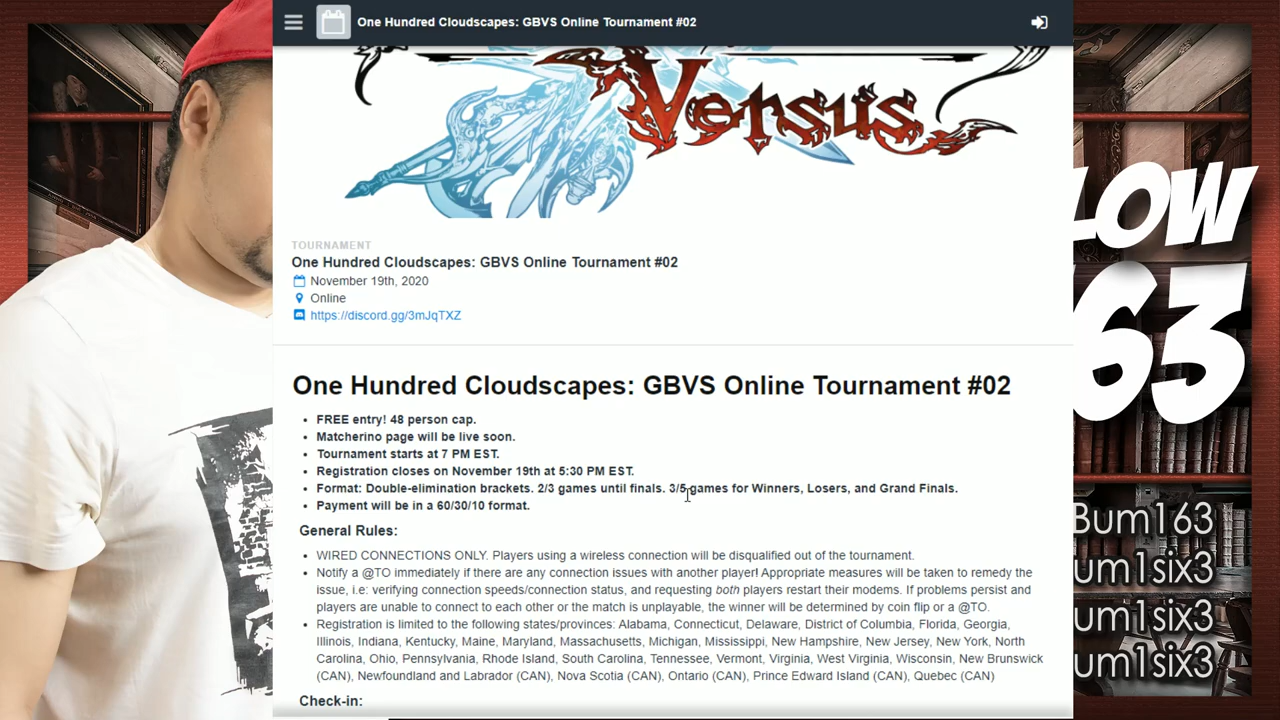 One Hundred Cloudscapes: GBVS Online Tournament #02
Versus
TOURNAMENT
One Hundred Cloudscapes: GBVS Online Tournament #02
November 19th, 2020
Online
https://discord.gg/3mJqTXZ
One Hundred Cloudscapes: GBVS Online Tournament #02
FREE entry! 48 person cap.
Matcherino page will be live soon.
Tournament starts at 7 PM EST.
Registration closes on November 19th at 5:30 PM EST.
Format: Double-elimination brackets. 2/3 games until finals. 3/5 games for Winners, Losers, and Grand Finals.
Payment will be in a 60/30/10 format.
General Rules:
WIRED CONNECTIONS ONLY. Players using a wireless connection will be disqualified out of the tournament.
Notify a @TO immediately if there are any connection issues with another player! Appropriate measures will be taken to remedy the
issue, i.e: verifying connection speeds/connection status, and requesting both players restart their modems. If problems persist and
players are unable to connect to each other or the match is unplayable, the winner will be determined by coin flip or a @TO.
Registration is limited to the following states/provinces: Alabama, Connecticut, Delaware, District of Columbia, Florida, Georgia,
Illinois, Indiana, Kentucky, Maine, Maryland, Massachusetts, Michigan, Mississippi, New Hampshire, New Jersey, New York, North
Carolina, Ohio, Pennsylvania, Rhode Island, South Carolina, Tennessee, Vermont, Virginia, West Virginia, Wisconsin, New Brunswick
(CAN), Newfoundland and Labrador (CAN), Nova Scotia (CAN), Ontario (CAN), Prince Edward Island (CAN), Quebec (CAN)
Check-in:
LOW
63
Bum163
um1six3
um1six3
um1six3